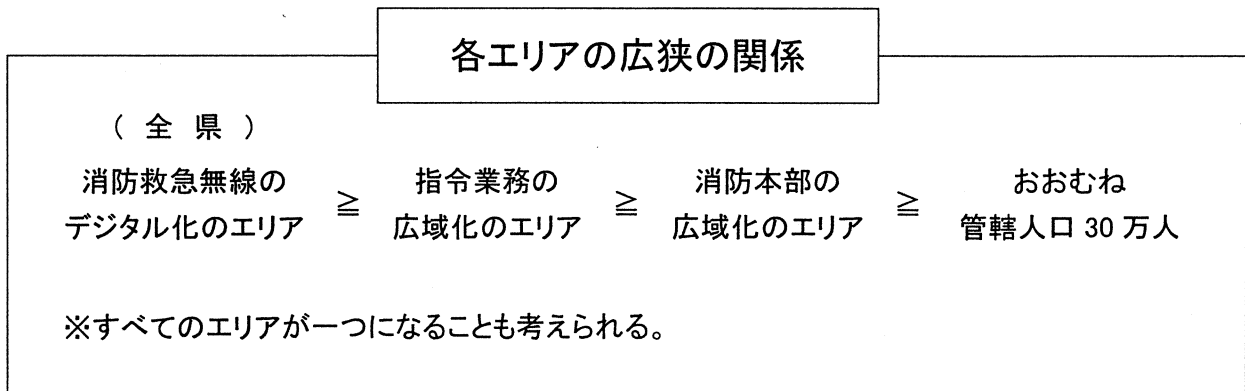 各エリアの広狭の関係
（ 全 県 ）
消防救急無線の
デジタル化のエリア
≧
指令業務の
広域化のエリア
≧
消防本部の
広域化のエリア
≧
おおむね
管轄人口 30 万人
※すべてのエリアが一つになることも考えられる。